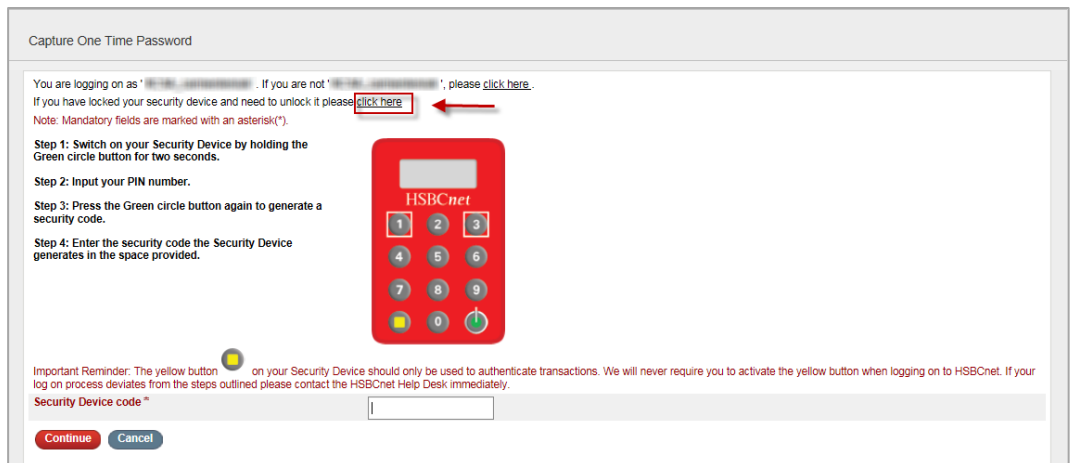 Capture One Time Password
You are logging on as ' '. If you are not ' ', please click here .
If you have locked your security device and need to unlock it please click here
Note: Mandatory fields are marked with an asterisk(*).
Step 1: Switch on your Security Device by holding the
Green circle button for two seconds.
Step 2: Input your PIN number.
Step 3: Press the Green circle button again to generate a
security code.
Step 4: Enter the security code the Security Device
generates in the space provided.
HSBCnet
1 2 3
4 5 6
7 8 9
0
Important Reminder: The yellow button on your Security Device should only be used to authenticate transactions. We will never require you to activate the yellow button when logging on to HSBCnet. If your
log on process deviates from the steps outlined please contact the HSBCnet Help Desk immediately.
Security Device code *
Continue Cancel